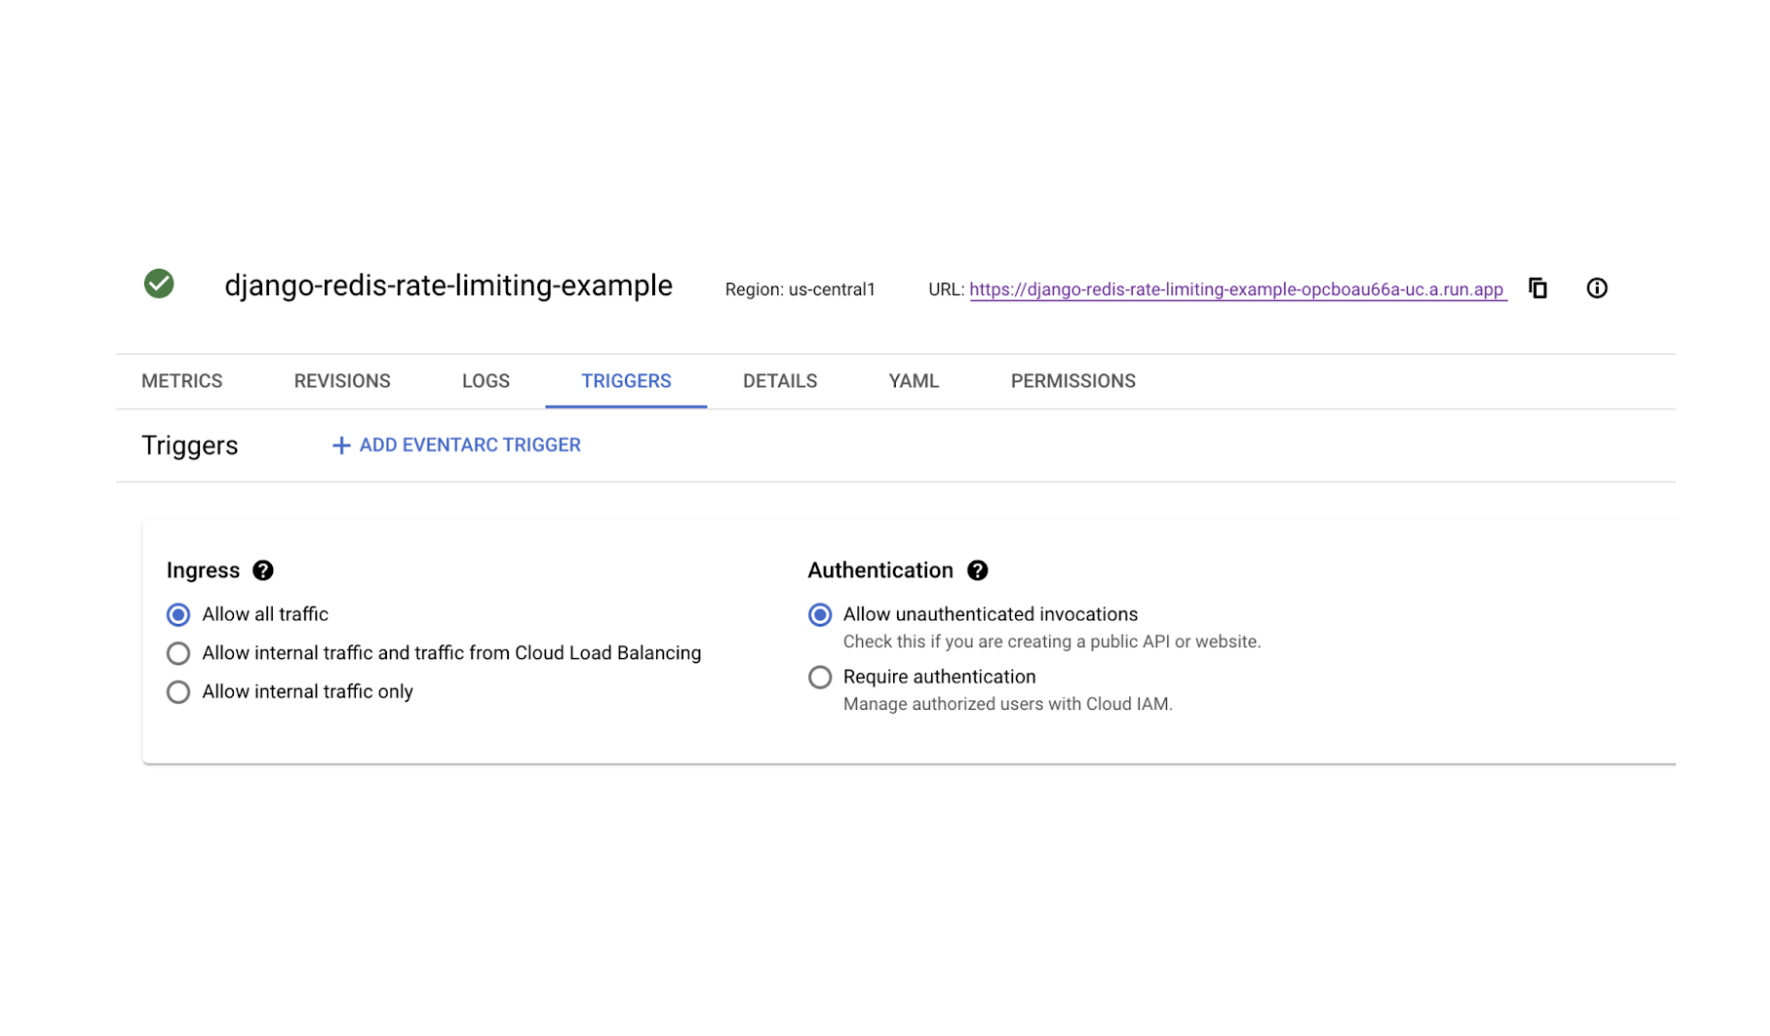 django-redis-rate-limiting-example Region: us-central1 URL: https://django-redis-rate-limiting-example-opcboau66a-uc.a.run.app
METRICS REVISIONS LOGS TRIGGERS DETAILS YAML PERMISSIONS
Triggers + ADD EVENTARC TRIGGER
Ingress
Allow all traffic
Allow internal traffic and traffic from Cloud Load Balancing
Allow internal traffic only
Authentication
Allow unauthenticated invocations
Check this if you are creating a public API or website.
Require authentication
Manage authorized users with Cloud IAM.